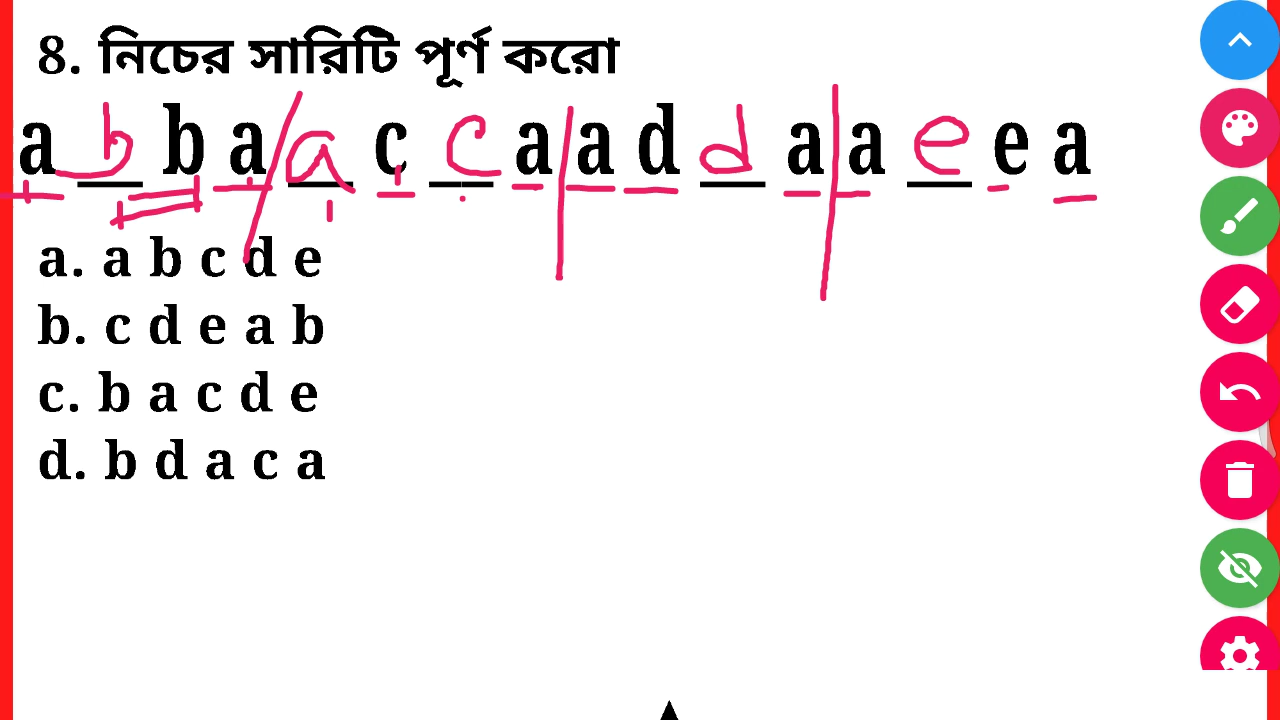 8. নিচের সারিটি পূর্ণ করো
a b b a / a c c a a d d a a e e a
a. a b c d e
b. c d e a b
c. b a c d e
d. b d a c a